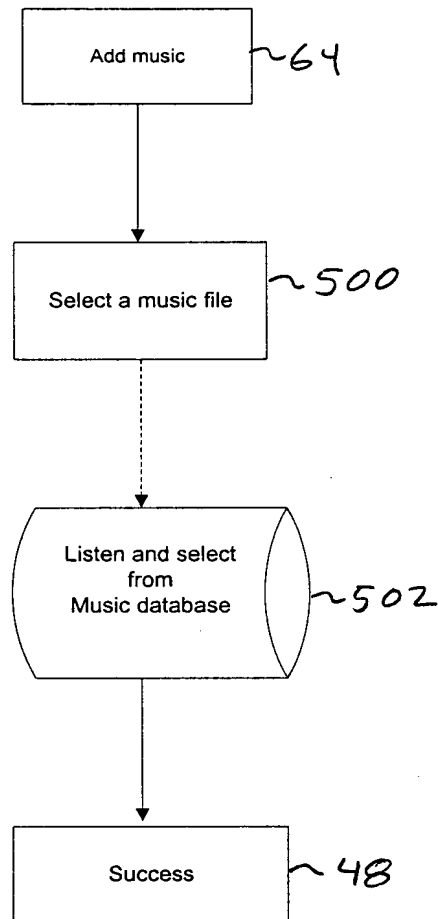 Add music
64
Select a music file
500
Listen and select
from
Music database
502
Success
48